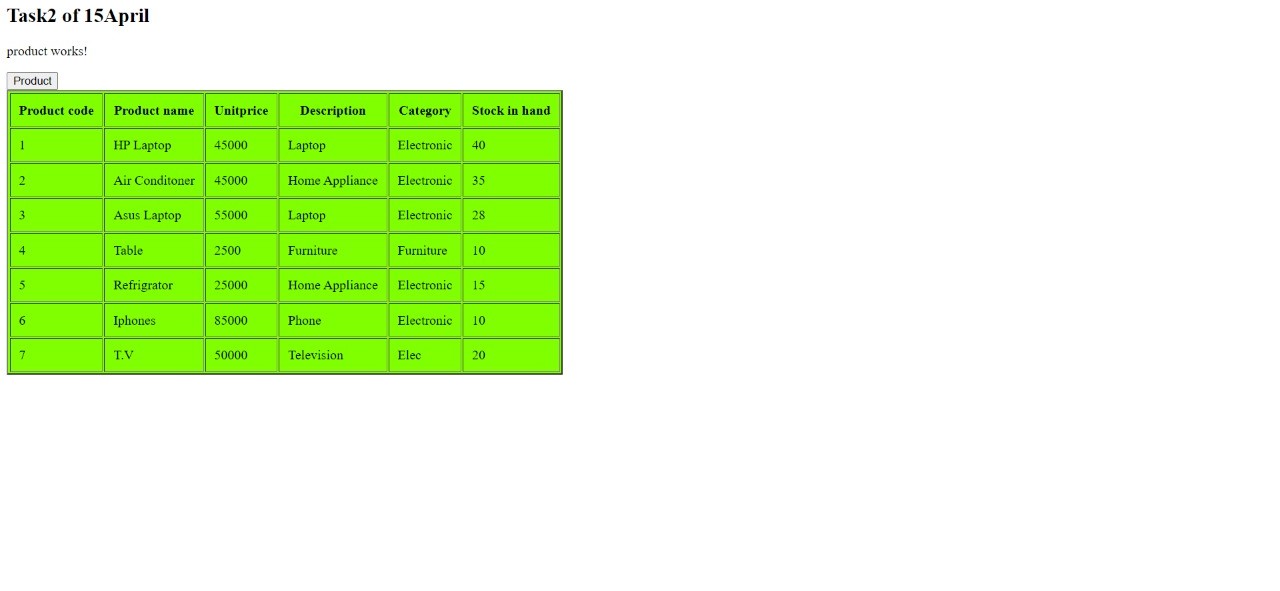 Task2 of 15April
product works!
Product
Product code Product name Unitprice Description Category Stock in hand
1 HP Laptop 45000 Laptop Electronic 40
2 Air Conditoner 45000 Home Appliance Electronic 35
3 Asus Laptop 55000 Laptop Electronic 28
4 Table 2500 Furniture Furniture 10
5 Refrigrator 25000 Home Appliance Electronic 15
6 Iphones 85000 Phone Electronic 10
7 T.V 50000 Television Elec 20